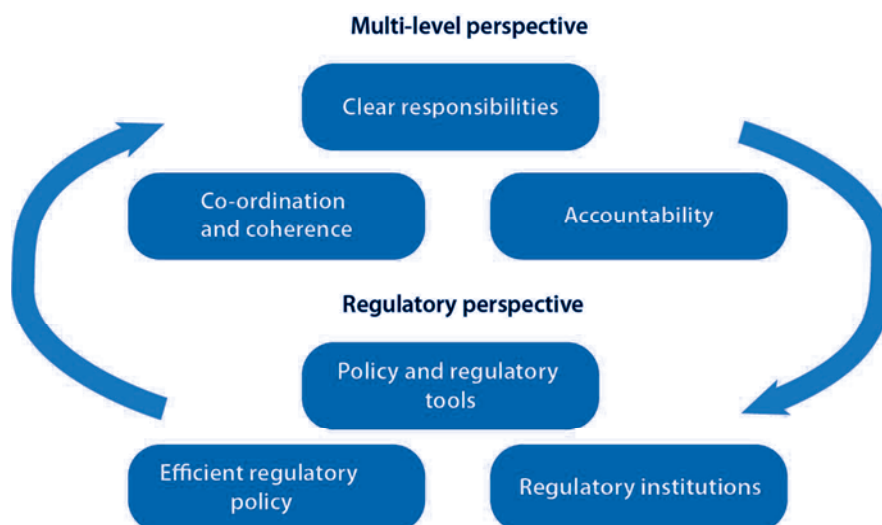 Multi-level perspective
Clear responsibilities
Co-ordination
and coherence
Accountability
Regulatory perspective
Policy and regulatory
tools
Efficient regulatory
policy
Regulatory institutions